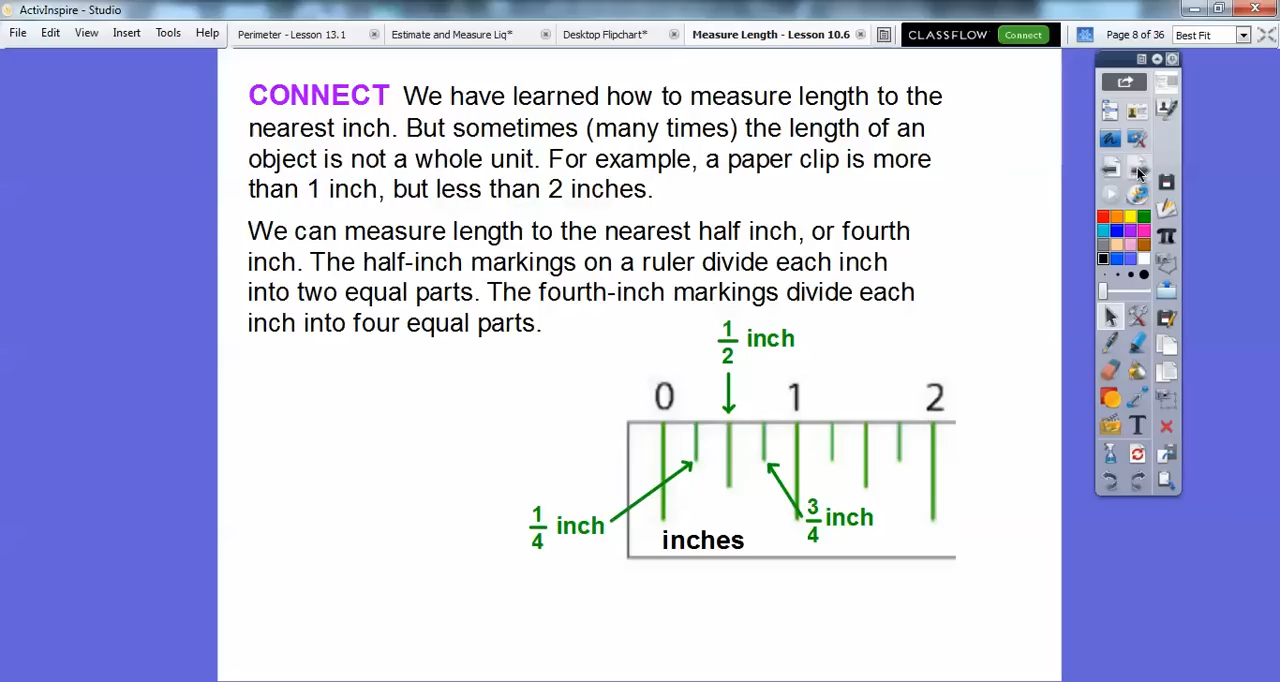 ActivInspire - Studio
File Edit View Insert Tools Help
Perimeter - Lesson 13.1
Estimate and Measure Liq*
Desktop Flipchart*
Measure Length - Lesson 10.6
CLASSFLOW Connect
Page 8 of 36
Best Fit
CONNECT We have learned how to measure length to the
nearest inch. But sometimes (many times) the length of an
object is not a whole unit. For example, a paper clip is more
than 1 inch, but less than 2 inches.
We can measure length to the nearest half inch, or fourth
inch. The half-inch markings on a ruler divide each inch
into two equal parts. The fourth-inch markings divide each
inch into four equal parts.
1/2 inch
0 1 2
1/4 inch
3/4 inch
inches